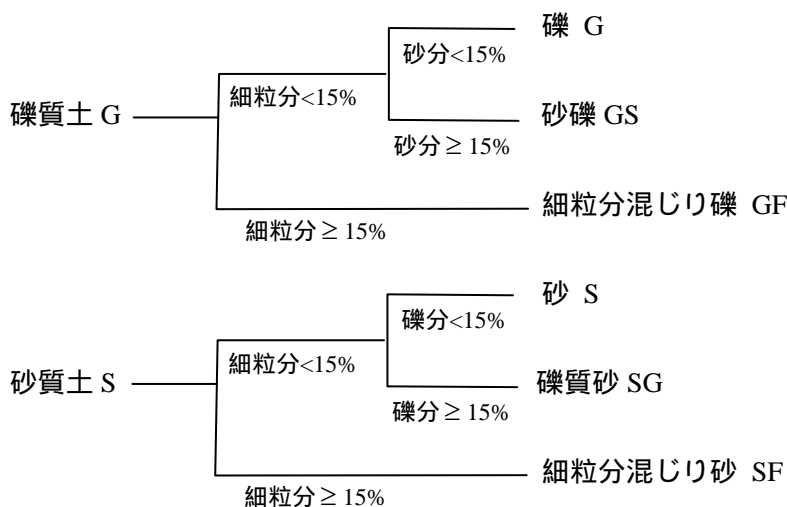 礫 G
砂分<15%
細粒分<15%
礫質土 G
砂礫 GS
砂分 ≥ 15%
細粒分混じり礫 GF
細粒分 ≥ 15%
砂 S
礫分<15%
細粒分<15%
砂質土 S
礫質砂 SG
礫分 ≥ 15%
細粒分混じり砂 SF
細粒分 ≥ 15%